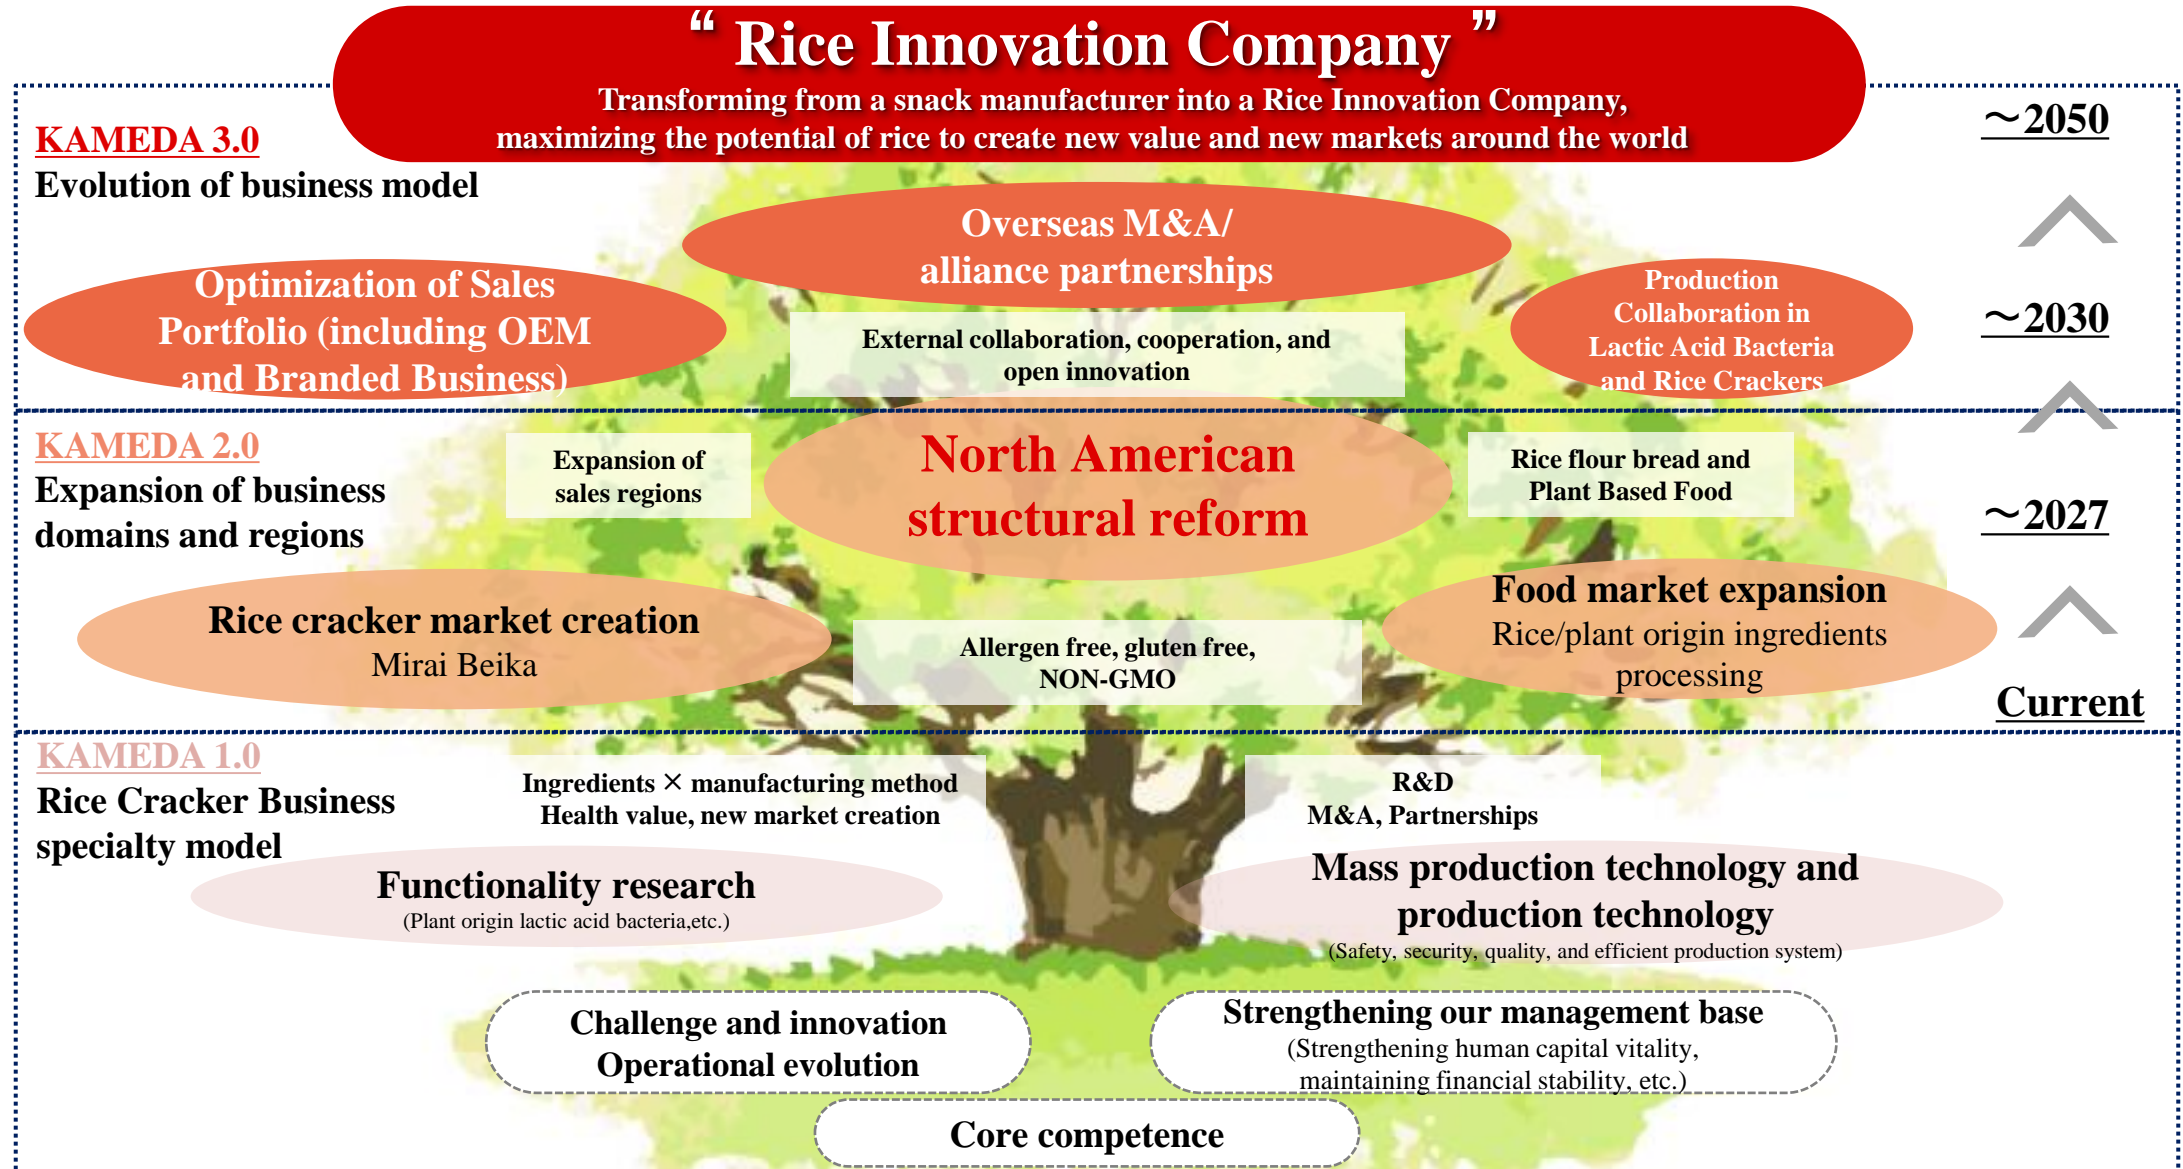 “ Rice Innovation Company ”
Transforming from a snack manufacturer into a Rice Innovation Company,
maximizing the potential of rice to create new value and new markets around the world
KAMEDA 3.0
Evolution of business model
～2050
Overseas M&A/
alliance partnerships
Optimization of Sales
Portfolio (including OEM
and Branded Business)
Production
Collaboration in
Lactic Acid Bacteria
and Rice Crackers
～2030
External collaboration, cooperation, and
open innovation
KAMEDA 2.0
Expansion of business
domains and regions
Expansion of
sales regions
North American
structural reform
Rice flour bread and
Plant Based Food
～2027
Rice cracker market creation
Mirai Beika
Allergen free, gluten free,
NON-GMO
Food market expansion
Rice/plant origin ingredients
processing
Current
KAMEDA 1.0
Rice Cracker Business
specialty model
Ingredients × manufacturing method
Health value, new market creation
R&D
M&A, Partnerships
Functionality research
(Plant origin lactic acid bacteria,etc.)
Mass production technology and
production technology
(Safety, security, quality, and efficient production system)
Challenge and innovation
Operational evolution
Strengthening our management base
(Strengthening human capital vitality,
maintaining financial stability, etc.)
Core competence